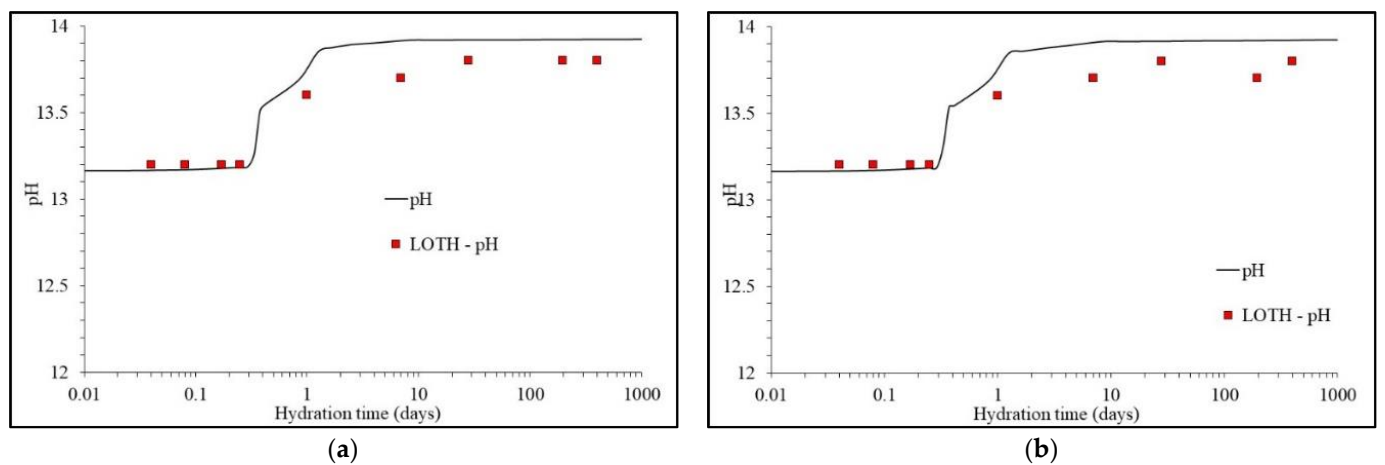 14
13.5
13
12.5
12
pH
0.01 0.1 1 10 100 1000
Hydration time (days)
pH
LOTH - pH
(a)
14
13.5
13
12.5
12
pH
0.01 0.1 1 10 100 1000
Hydration time (days)
pH
LOTH - pH
(b)